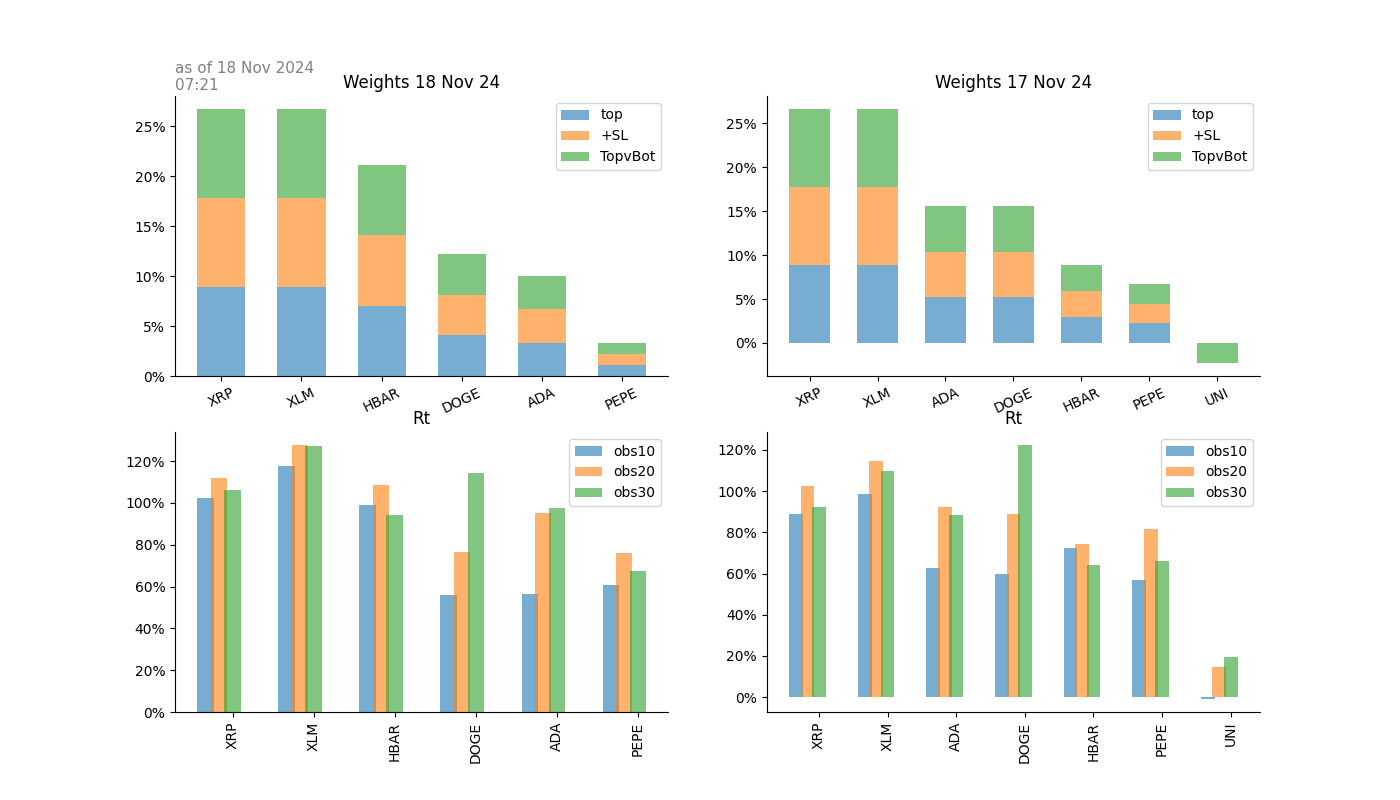 as of 18 Nov 2024
07:21
Weights 18 Nov 24
25%
20%
15%
10%
5%
0%
top
+SL
TopvBot
XRP
XLM
HBAR
DOGE
ADA
PEPE
Weights 17 Nov 24
25%
20%
15%
10%
5%
0%
top
+SL
TopvBot
XRP
XLM
ADA
DOGE
HBAR
PEPE
UNI
Rt
120%
100%
80%
60%
40%
20%
0%
obs10
obs20
obs30
XRP
XLM
HBAR
DOGE
ADA
PEPE
Rt
120%
100%
80%
60%
40%
20%
0%
obs10
obs20
obs30
XRP
XLM
ADA
DOGE
HBAR
PEPE
UNI